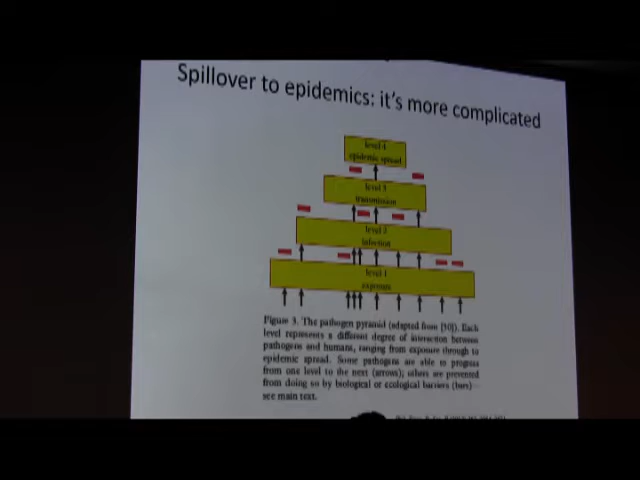 Spillover to epidemics: it's more complicated
level 4
epidemic spread
level 3
transmission
level 2
infection
level 1
exposure
Figure 3. The pathogen pyramid (adapted from [30]). Each
level represents a different degree of interaction between
pathogens and humans, ranging from exposure through to
epidemic spread. Some pathogens are able to progress
from one level to the next (arrows); others are prevented
from doing so by biological or ecological barriers (bars)—
see main text.